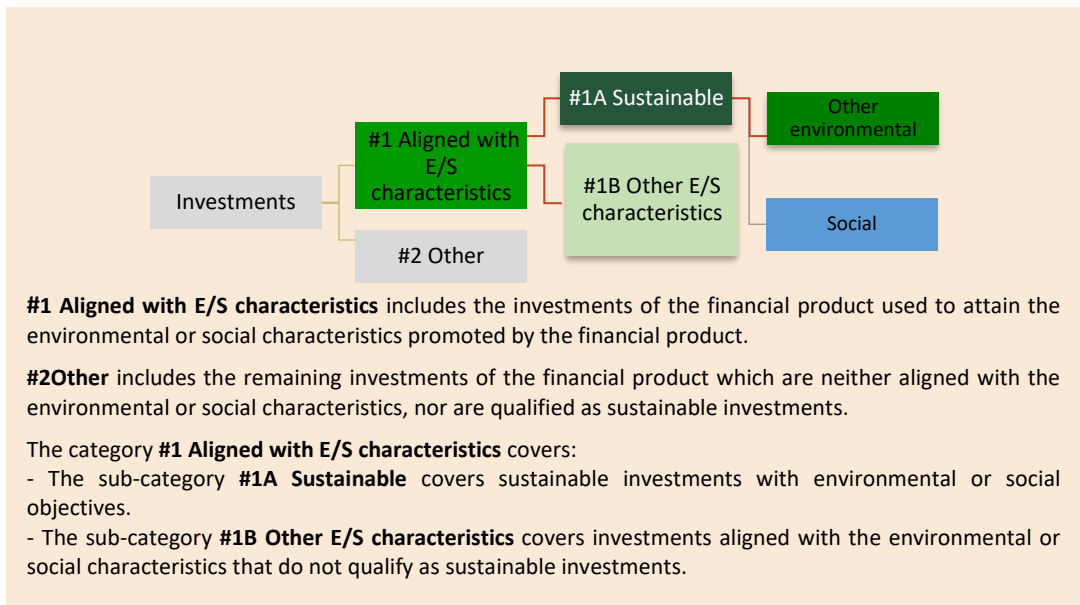 #1A Sustainable
Other
environmental
#1 Aligned with
E/S
characteristics
#1B Other E/S
characteristics
Investments
Social
#2 Other
#1 Aligned with E/S characteristics includes the investments of the financial product used to attain the
environmental or social characteristics promoted by the financial product.
#2Other includes the remaining investments of the financial product which are neither aligned with the
environmental or social characteristics, nor are qualified as sustainable investments.
The category #1 Aligned with E/S characteristics covers:
- The sub-category #1A Sustainable covers sustainable investments with environmental or social
objectives.
- The sub-category #1B Other E/S characteristics covers investments aligned with the environmental or
social characteristics that do not qualify as sustainable investments.